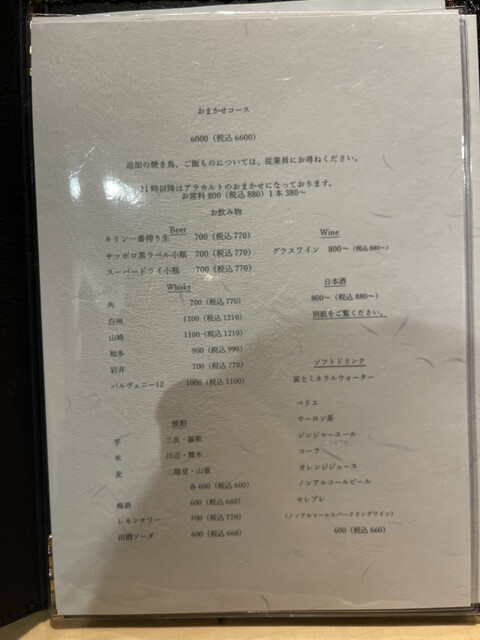 おまかせコース
6000（税込 6600）
追加の焼き鳥、ご飯ものについては、従業員にお尋ねください。
21時以降はアラカルトのおまかせになっております。
お席料 800（税込 880）1本 380～
お飲み物
Beer
キリン一番搾り生 700（税込 770）
サッポロ黒ラベル小瓶 700（税込 770）
スーパードライ小瓶 700（税込 770）
Whisky
角 700（税込 770）
白州 1100（税込 1210）
山崎 1100（税込 1210）
知多 900（税込 990）
岩井 700（税込 770）
バルヴェニー12 1000（税込 1100）
焼酎
芋 三岳・
米 川辺・
麦 二階堂・山猿
各 600（税込 660）
梅酒 600（税込 660）
レモンサワー 700（税込 770）
田酒ソーダ 600（税込 660）
Wine
グラスワイン 800～（税込 880～）
日本酒
800～（税込 880～）
別紙をご覧ください。
ソフトドリンク
富士ミネラルウォーター
ペリエ
ウーロン茶
ジンジャーエール
コーラ
オレンジジュース
ノンアルコールビール
セレブレ
（ノンアルコールスパークリングワイン）
600（税込 660）